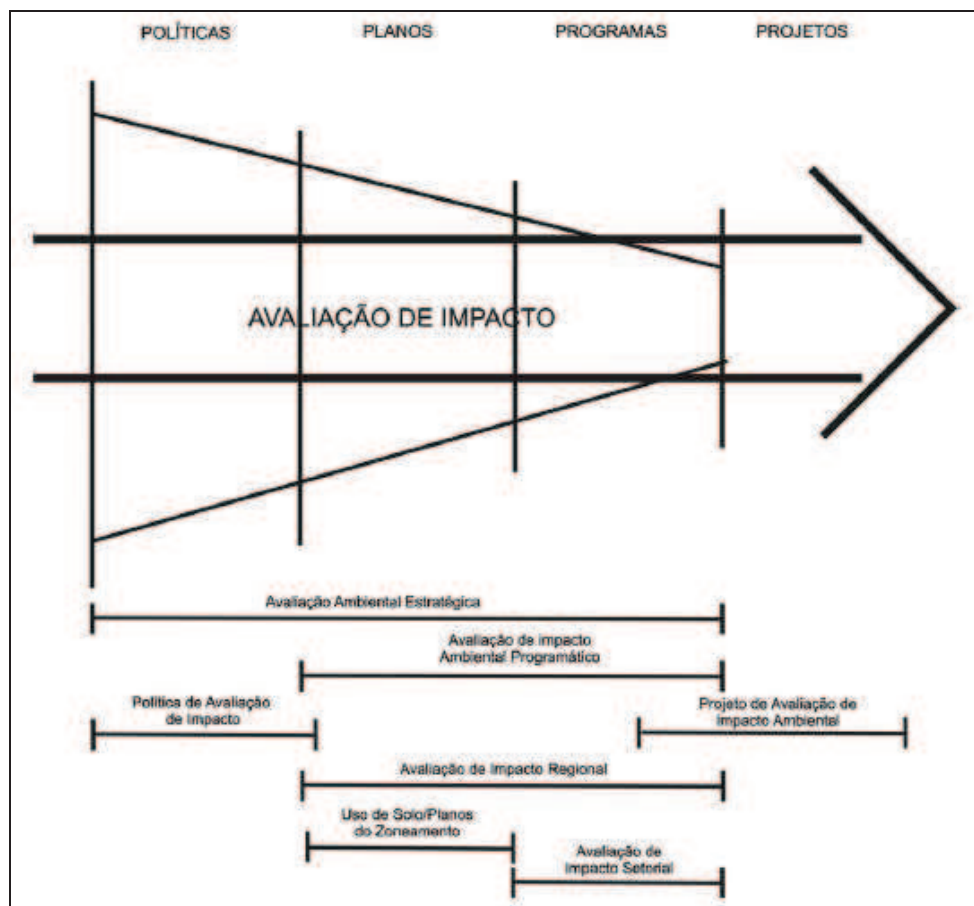 POLÍTICAS PLANOS PROGRAMAS PROJETOS
AVALIAÇÃO DE IMPACTO
Avaliação Ambiental Estratégica
Avaliação de Impacto
Ambiental Programático
Política de Avaliação
de Impacto
Projeto de Avaliação de
Impacto Ambiental
Avaliação de Impacto Regional
Uso de Solo/Planos
do Zoneamento
Avaliação de
Impacto Setorial